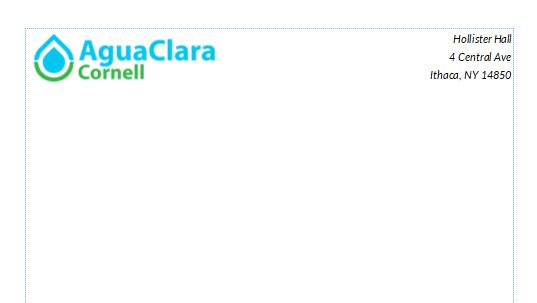 AguaClara
Cornell
Hollister Hall
4 Central Ave
Ithaca, NY 14850